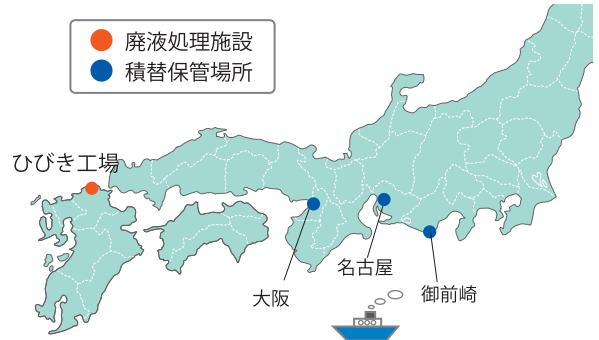 廃液処理施設
積替保管場所
ひびき工場
大阪
名古屋
御前崎